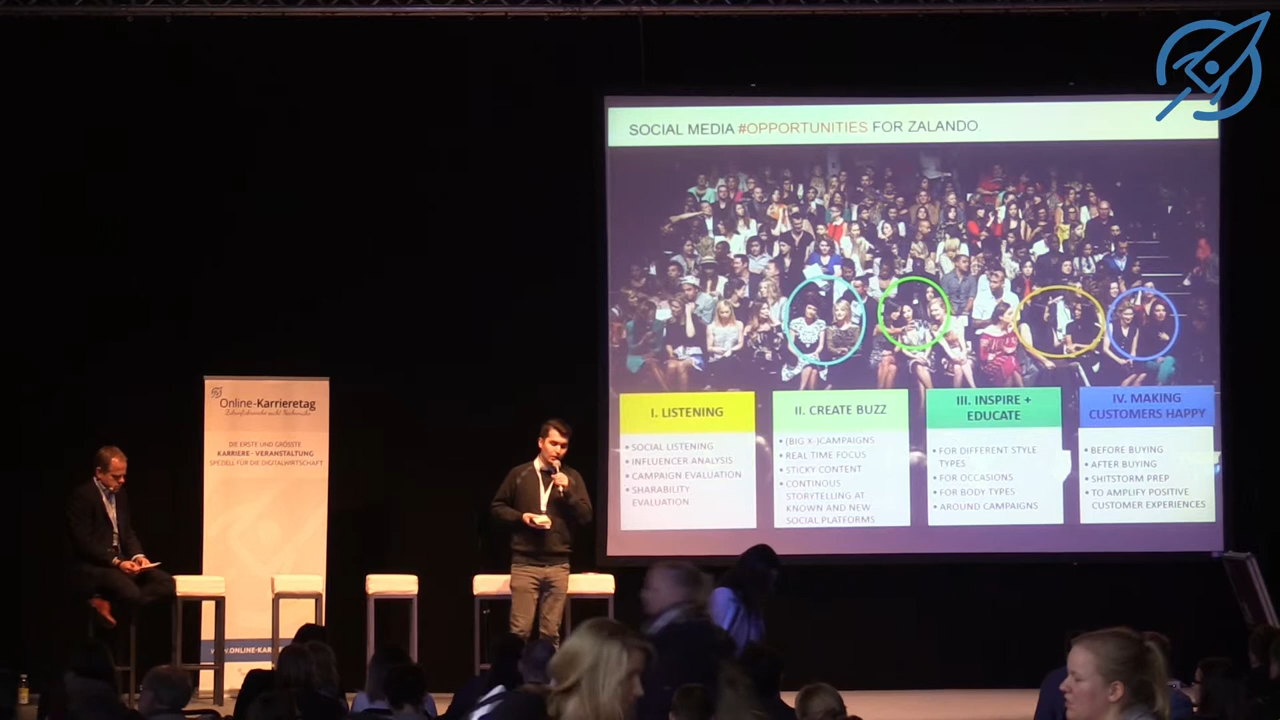 SOCIAL MEDIA #OPPORTUNITIES FOR ZALANDO
I. LISTENING
• SOCIAL LISTENING
• INFLUENCER ANALYSIS
• CAMPAIGN EVALUATION
• SHARABILITY
EVALUATION
II. CREATE BUZZ
• (BIG X-)CAMPAIGNS
• REAL TIME FOCUS
• STICKY CONTENT
• CONTINOUS
STORYTELLING AT
KNOWN AND NEW
SOCIAL PLATFORMS
III. INSPIRE +
EDUCATE
• FOR DIFFERENT STYLE
TYPES
• FOR OCCASIONS
• FOR BODY TYPES
• AROUND CAMPAIGNS
IV. MAKING
CUSTOMERS HAPPY
• BEFORE BUYING
• AFTER BUYING
• SHITSTORM PREP
• TO AMPLIFY POSITIVE
CUSTOMER EXPERIENCES
Online-Karrieretag
DIE ERSTE UND GRÖSSTE
KARRIERE - VERANSTALTUNG
SPEZIELL FÜR DIE DIGITALWIRTSCHAFT